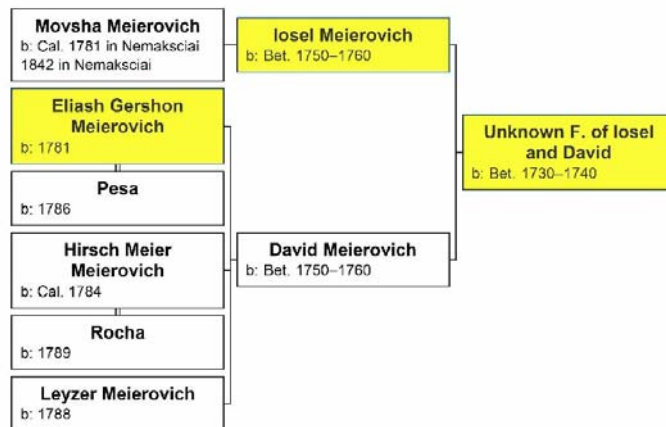 Movsha Meierovich
b: Cal. 1781 in Nemaksciai
1842 in Nemaksciai
Iosel Meierovich
b: Bet. 1750–1760
Eliash Gershon
Meierovich
b: 1781
Unknown F. of Iosel
and David
b: Bet. 1730–1740
Pesa
b: 1786
Hirsch Meier
Meierovich
b: Cal. 1784
David Meierovich
b: Bet. 1750–1760
Rocha
b: 1789
Leyzer Meierovich
b: 1788